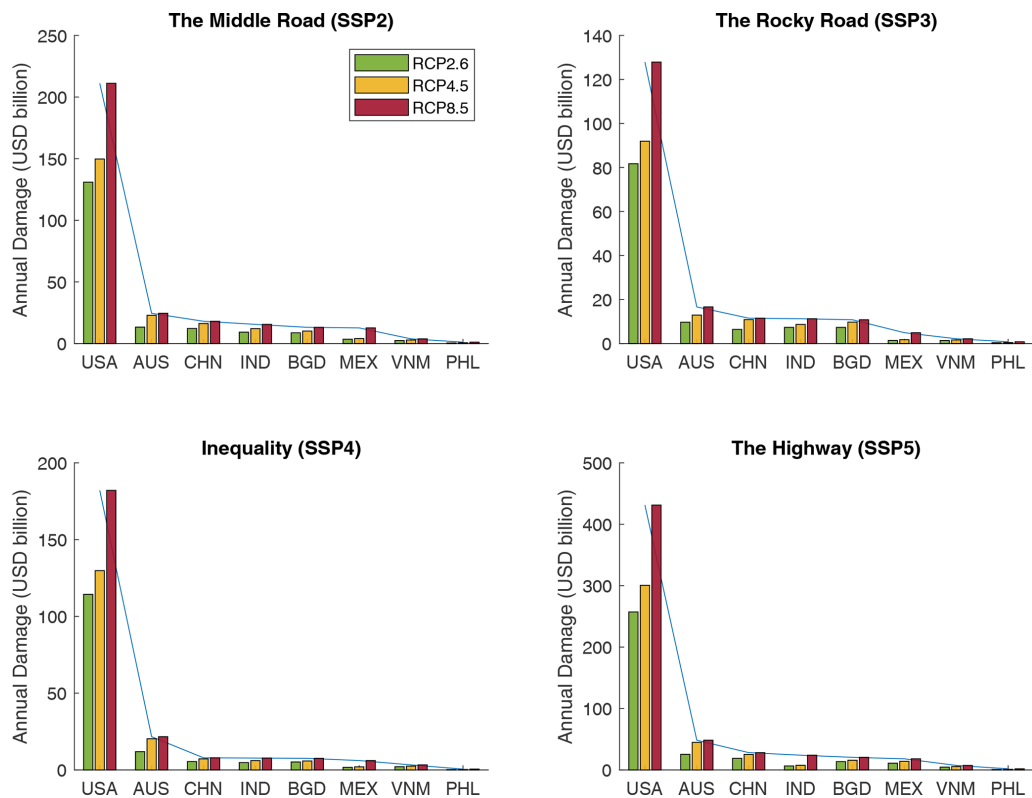 The Middle Road (SSP2)
Annual Damage (USD billion)
250
200
150
100
50
0
RCP2.6
RCP4.5
RCP8.5
USA AUS CHN IND BGD MEX VNM PHL
The Rocky Road (SSP3)
Annual Damage (USD billion)
140
120
100
80
60
40
20
0
USA AUS CHN IND BGD MEX VNM PHL
Inequality (SSP4)
Annual Damage (USD billion)
200
150
100
50
0
USA AUS CHN IND BGD MEX VNM PHL
The Highway (SSP5)
Annual Damage (USD billion)
500
400
300
200
100
0
USA AUS CHN IND BGD MEX VNM PHL